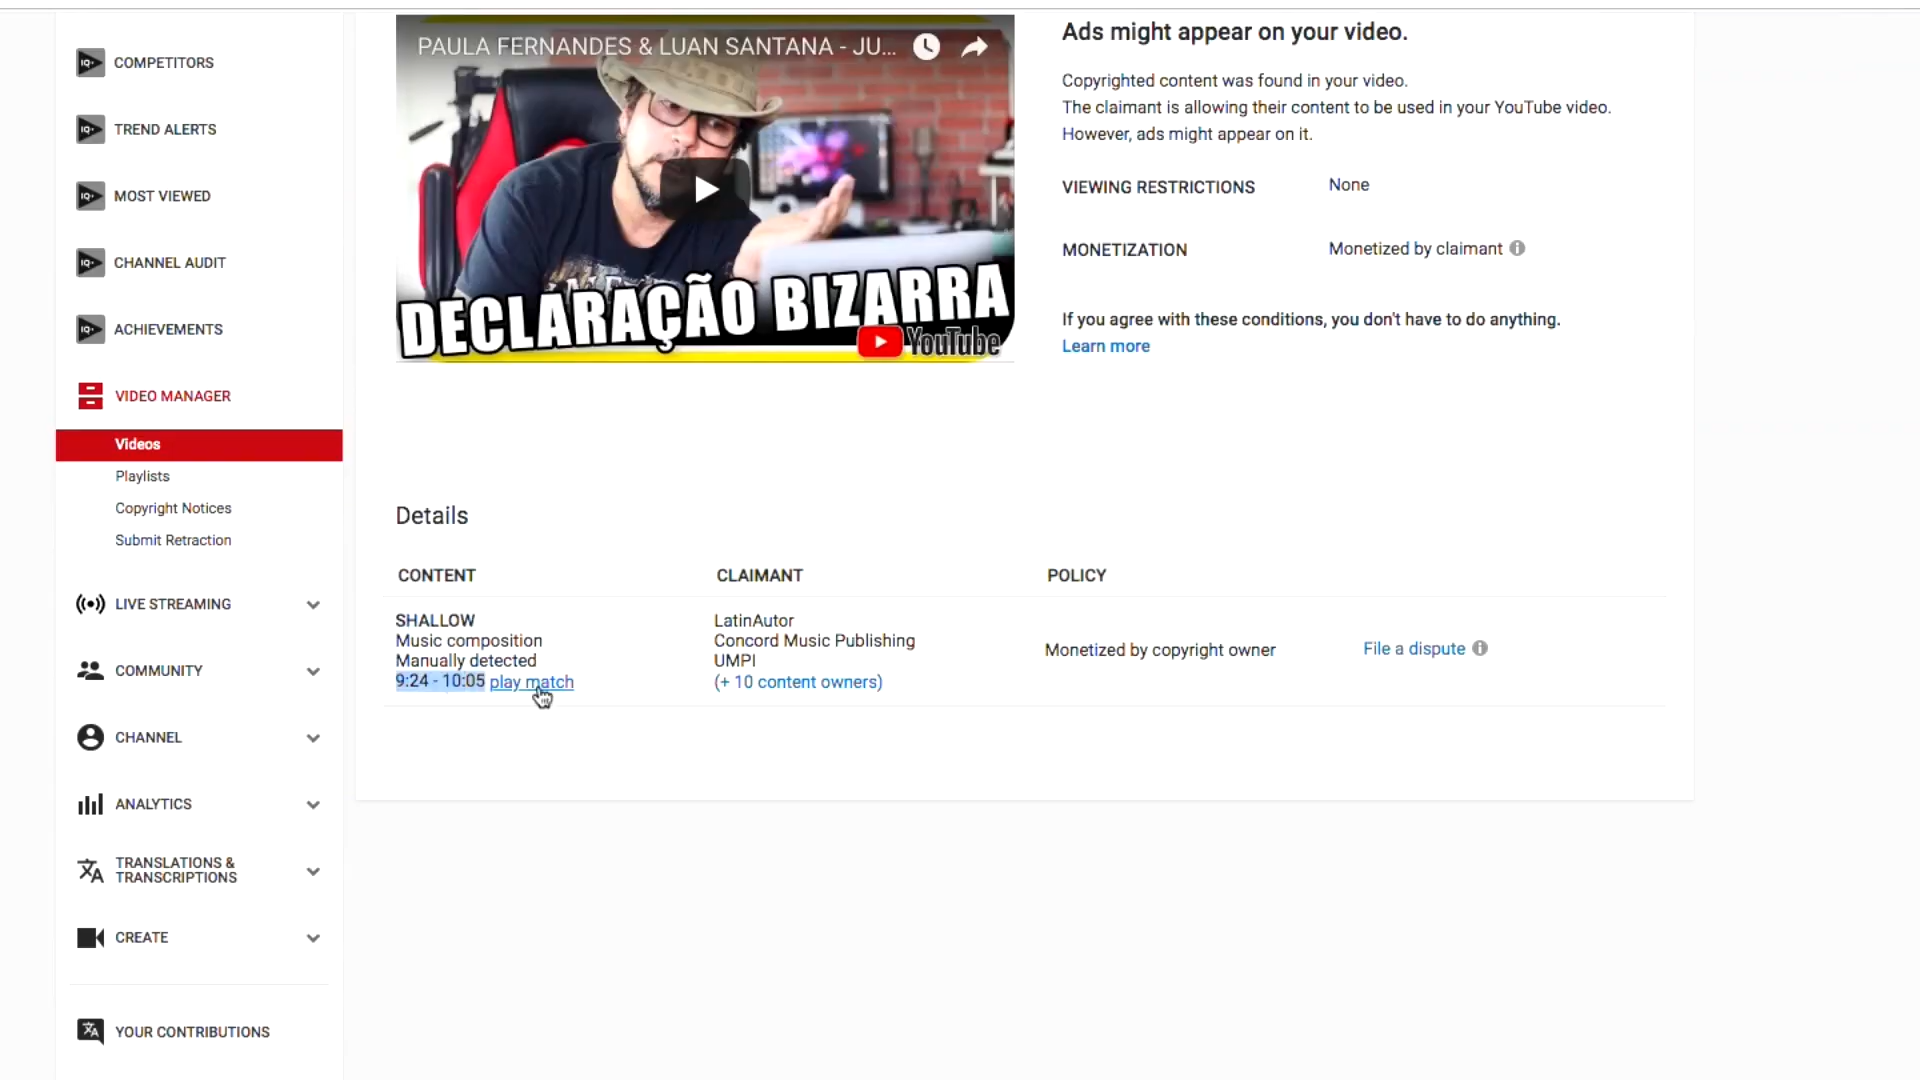 COMPETITORS
TREND ALERTS
MOST VIEWED
CHANNEL AUDIT
ACHIEVEMENTS
VIDEO MANAGER
Videos
Playlists
Copyright Notices
Submit Retraction
LIVE STREAMING
COMMUNITY
CHANNEL
ANALYTICS
TRANSLATIONS &
TRANSCRIPTIONS
CREATE
YOUR CONTRIBUTIONS
PAULA FERNANDES & LUAN SANTANA - JU...
DECLARAÇÃO BIZARRA
YouTube
Ads might appear on your video.
Copyrighted content was found in your video.
The claimant is allowing their content to be used in your YouTube video.
However, ads might appear on it.
VIEWING RESTRICTIONS None
MONETIZATION Monetized by claimant
If you agree with these conditions, you don't have to do anything.
Learn more
Details
CONTENT CLAIMANT POLICY
SHALLOW
Music composition
Manually detected
9:24 - 10:05 play match
LatinAutor
Concord Music Publishing
UMPI
(+ 10 content owners)
Monetized by copyright owner
File a dispute